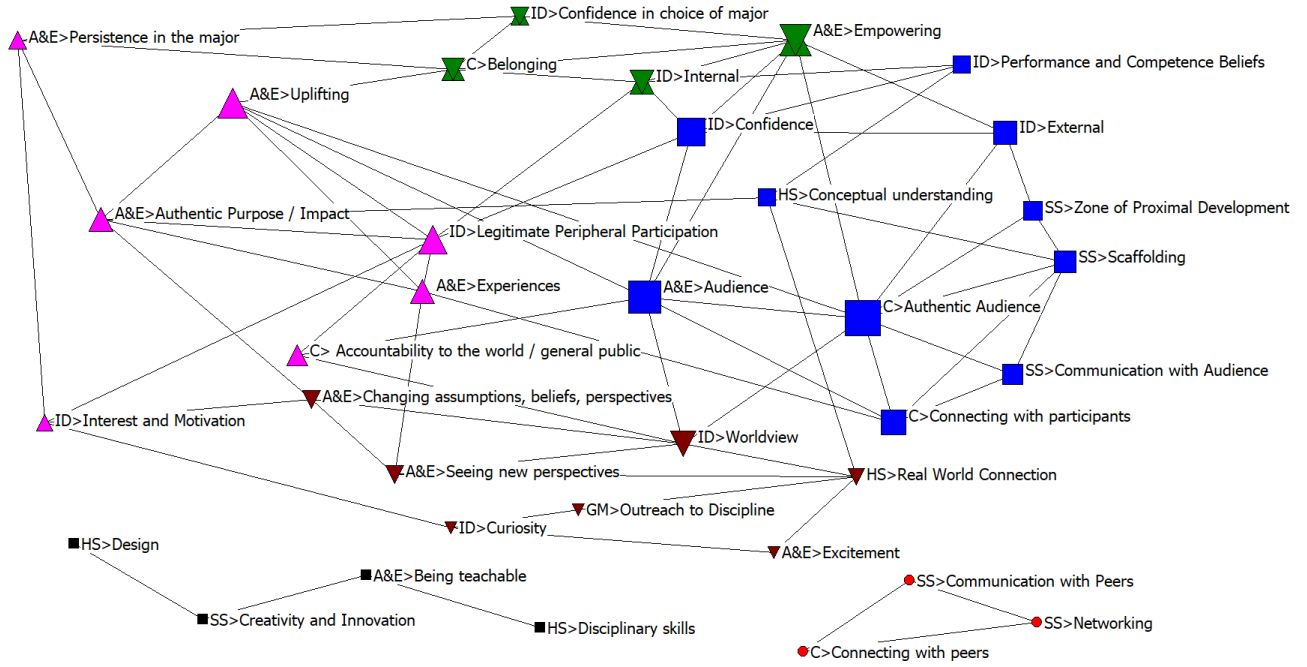 ID>Confidence in choice of major
A&E>Persistence in the major
A&E>Empowering
C>Belonging
ID>Internal
ID>Performance and Competence Beliefs
A&E>Uplifting
ID>Confidence
ID>External
HS>Conceptual understanding
SS>Zone of Proximal Development
A&E>Authentic Purpose / Impact
ID>Legitimate Peripheral Participation
SS>Scaffolding
A&E>Experiences
A&E>Audience
C>Authentic Audience
C> Accountability to the world / general public
SS>Communication with Audience
A&E>Changing assumptions, beliefs, perspectives
C>Connecting with participants
ID>Interest and Motivation
ID>Worldview
A&E>Seeing new perspectives
HS>Real World Connection
GM>Outreach to Discipline
ID>Curiosity
HS>Design
A&E>Excitement
A&E>Being teachable
SS>Communication with Peers
SS>Creativity and Innovation
HS>Disciplinary skills
SS>Networking
C>Connecting with peers